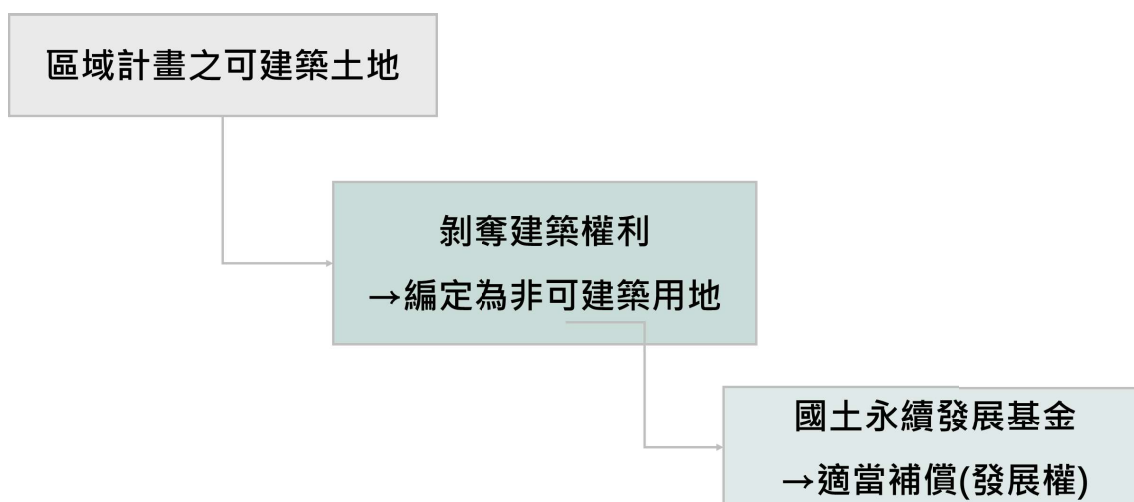 區域計畫之可建築土地
剝奪建築權利
→編定為非可建築用地
國土永續發展基金
→適當補償(發展權)